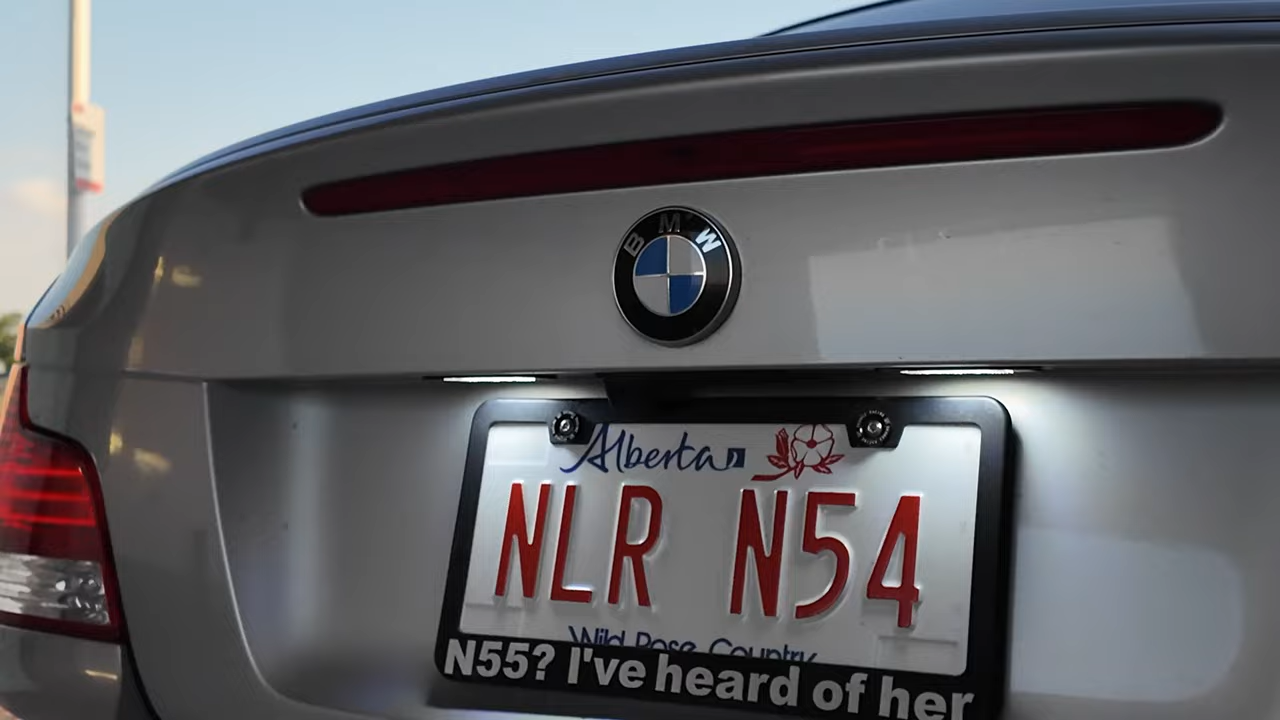 BMW
Alberta
NLR N54
Wild Rose Country
N55? I've heard of her